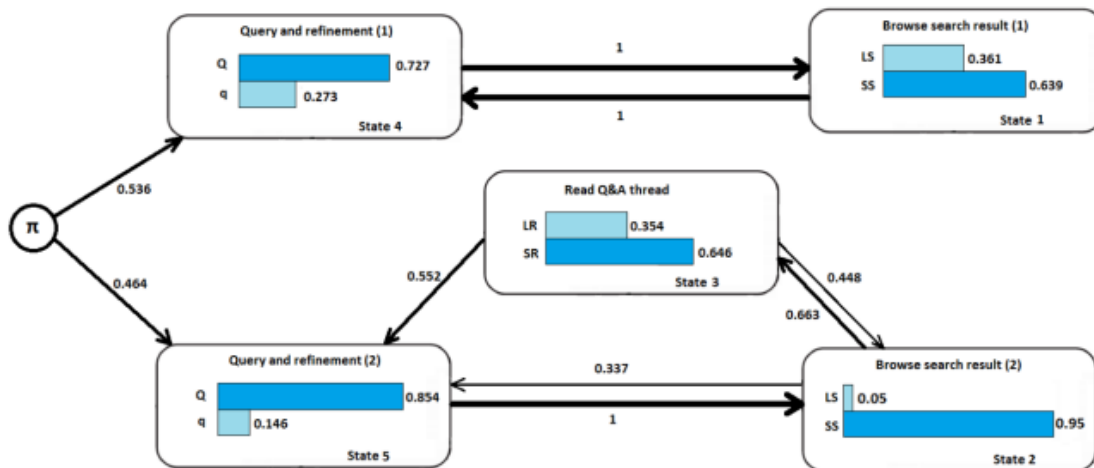 Query and refinement (1)
Q
0.727
q
0.273
State 4
1
1
Browse search result (1)
LS
0.361
SS
0.639
State 1
π
0.536
0.464
Read Q&A thread
LR
0.354
SR
0.646
State 3
0.552
0.448
0.663
Query and refinement (2)
Q
0.854
q
0.146
State 5
0.337
1
Browse search result (2)
LS
0.05
SS
0.95
State 2